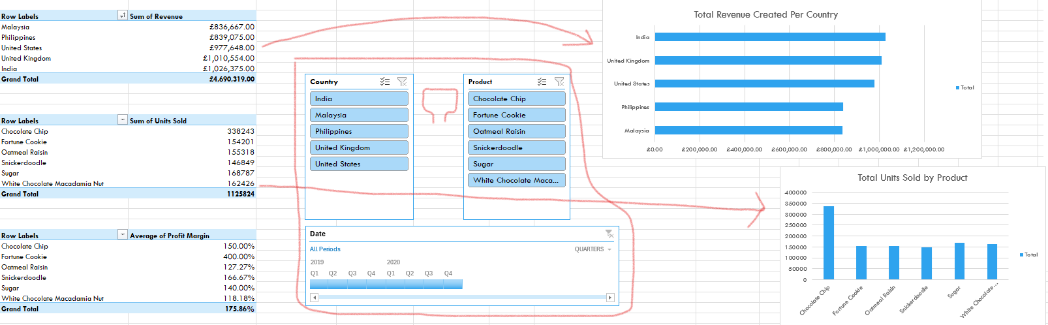 Row Labels Sum of Revenue
Malaysia £836,667.00
Philippines £839,075.00
United States £977,648.00
United Kingdom £1,010,554.00
India £1,026,375.00
Grand Total £4,690,319.00
Row Labels Sum of Units Sold
Chocolate Chip 338243
Fortune Cookie 154201
Oatmeal Raisin 155318
Snickerdoodle 146849
Sugar 168787
White Chocolate Macadamia Nut 162426
Grand Total 1125824
Row Labels Average of Profit Margin
Chocolate Chip 150.00%
Fortune Cookie 400.00%
Oatmeal Raisin 127.27%
Snickerdoodle 166.67%
Sugar 140.00%
White Chocolate Macadamia Nut 118.18%
Grand Total 175.86%
Country
India
Malaysia
Philippines
United Kingdom
United States
Product
Chocolate Chip
Fortune Cookie
Oatmeal Raisin
Snickerdoodle
Sugar
White Chocolate Maca...
Date
All Periods QUARTERS
2019 2020
Q1 Q2 Q3 Q4 Q1 Q2 Q3 Q4
Total Revenue Created Per Country
India
United Kingdom
United States
Philippines
Malaysia
£0.00 £200,000.00 £400,000.00 £600,000.00 £800,000.00 £1,000,000.00 £1,200,000.00
Total
Total Units Sold by Product
400000
350000
300000
250000
200000
150000
100000
50000
0
Chocolate Chip Fortune Cookie Oatmeal Raisin Snickerdoodle Sugar White Chocolate...
Total